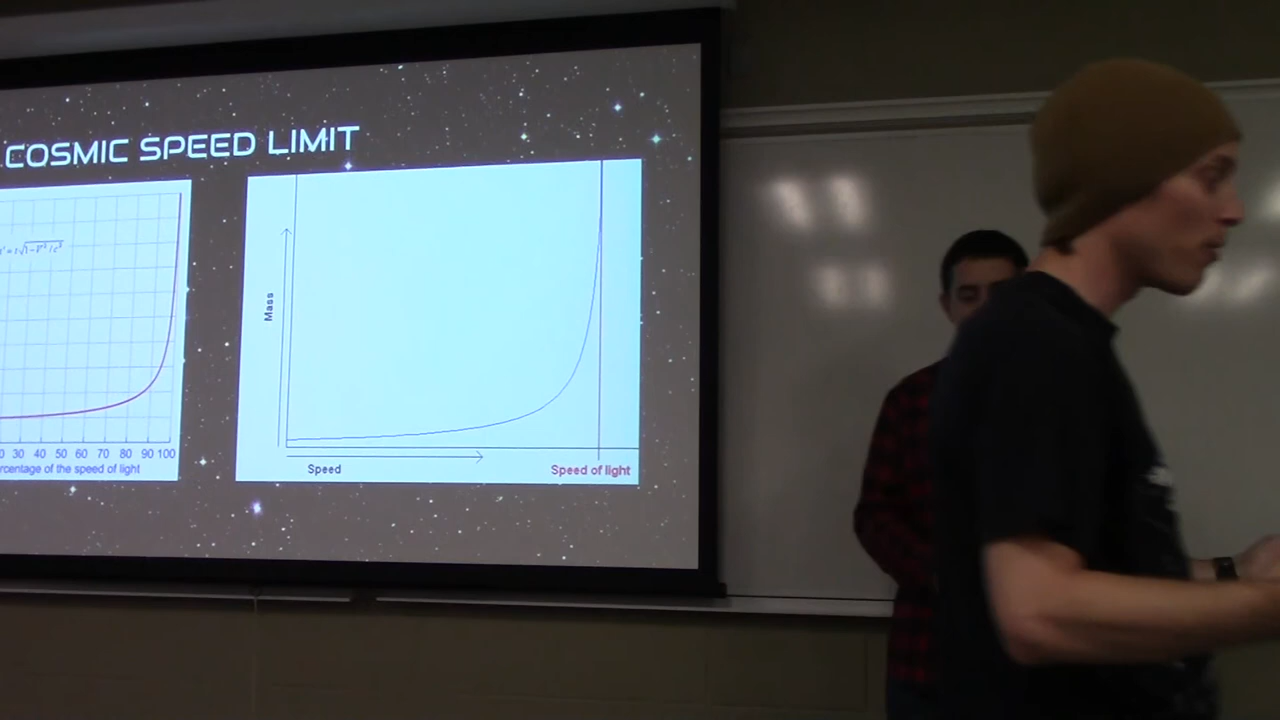 COSMIC SPEED LIMIT
30 40 50 60 70 80 90 100
of the speed of light
Mass
Speed
Speed of light